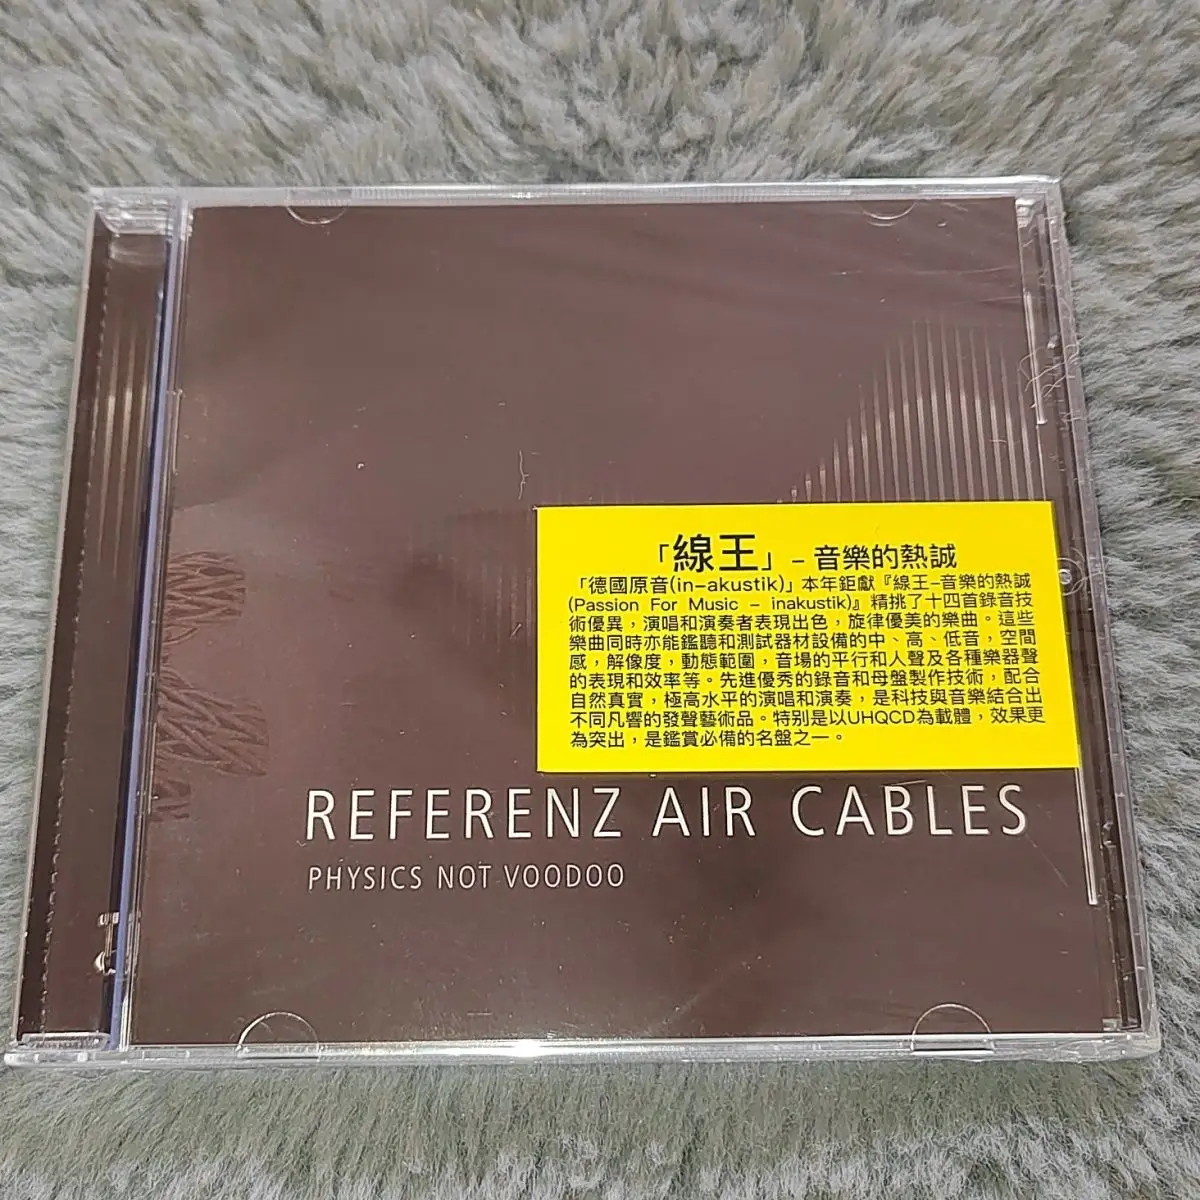 「線王」 – 音樂的熱誠
「德國原音(in-akustik)」本年鉅獻『線王–音樂的熱誠
(Passion For Music – inakustik)』精挑了十四首錄音技
術優異，演唱和演奏者表現出色，旋律優美的樂曲。這些
樂曲同時亦能鑑聽和測試器材設備的中、高、低音，空間
感，解像度，動態範圍，音場的平行和人聲及各種樂器聲
的表現和效率等。先進優秀的錄音和母盤製作技術，配合
自然真實，極高水平的演唱和演奏，是科技與音樂結合出
不同凡響的發聲藝術品。特別是以UHQCD為載體，效果更
為突出，是鑑賞必備的名盤之一。
REFERENZ AIR CABLES
PHYSICS NOT VOODOO